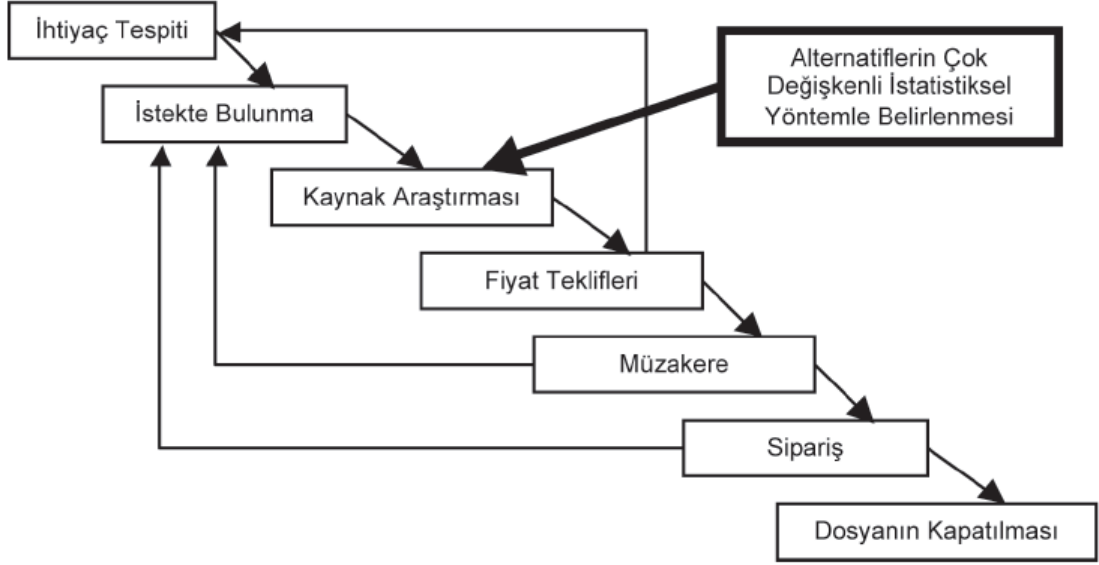 İhtiyaç Tespiti
Alternatiflerin Çok
Değişkenli İstatistiksel
Yöntemle Belirlenmesi
İstekte Bulunma
Kaynak Araştırması
Fiyat Teklifleri
Müzakere
Sipariş
Dosyanın Kapatılması